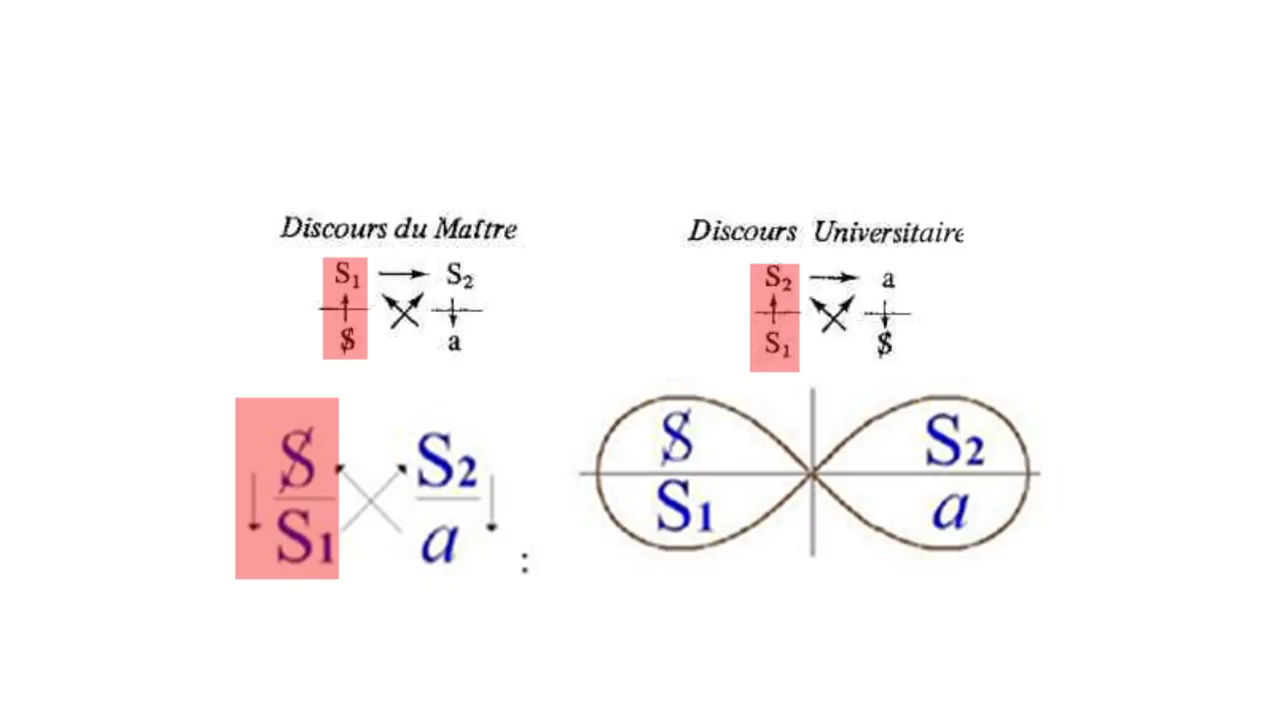 Discours du Maître
S₁ → S₂
$ a
Discours Universitaire
S₂ → a
S₁ $
$ S₂
S₁ a :
$ S₂
S₁ a